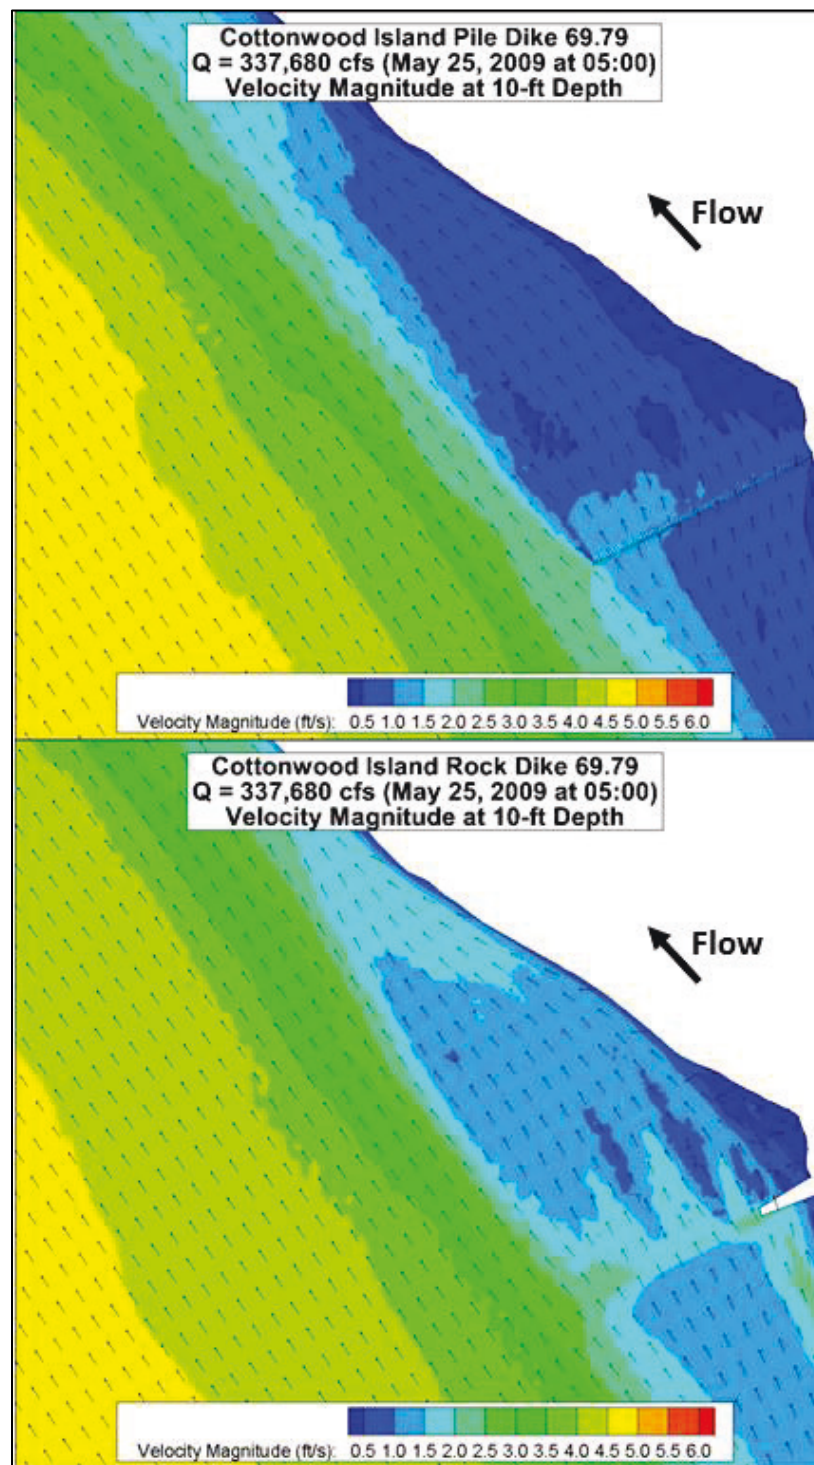 Cottonwood Island Pile Dike 69.79
Q = 337,680 cfs (May 25, 2009 at 05:00)
Velocity Magnitude at 10-ft Depth
Flow
Velocity Magnitude (ft/s): 0.5 1.0 1.5 2.0 2.5 3.0 3.5 4.0 4.5 5.0 5.5 6.0
Cottonwood Island Rock Dike 69.79
Q = 337,680 cfs (May 25, 2009 at 05:00)
Velocity Magnitude at 10-ft Depth
Flow
Velocity Magnitude (ft/s): 0.5 1.0 1.5 2.0 2.5 3.0 3.5 4.0 4.5 5.0 5.5 6.0